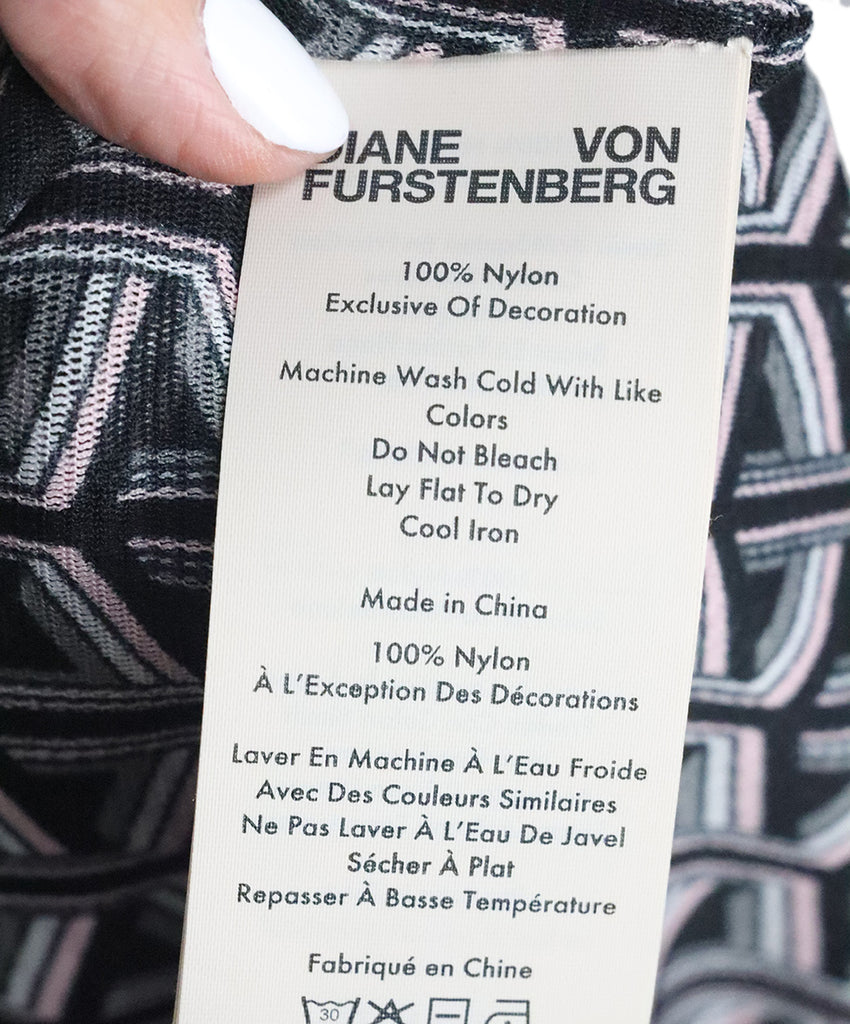 DIANE VON
FURSTENBERG
100% Nylon
Exclusive Of Decoration
Machine Wash Cold With Like
Colors
Do Not Bleach
Lay Flat To Dry
Cool Iron
Made in China
100% Nylon
À L'Exception Des Décorations
Laver En Machine À L'Eau Froide
Avec Des Couleurs Similaires
Ne Pas Laver À L'Eau De Javel
Sécher À Plat
Repasser À Basse Température
Fabriqué en Chine
30